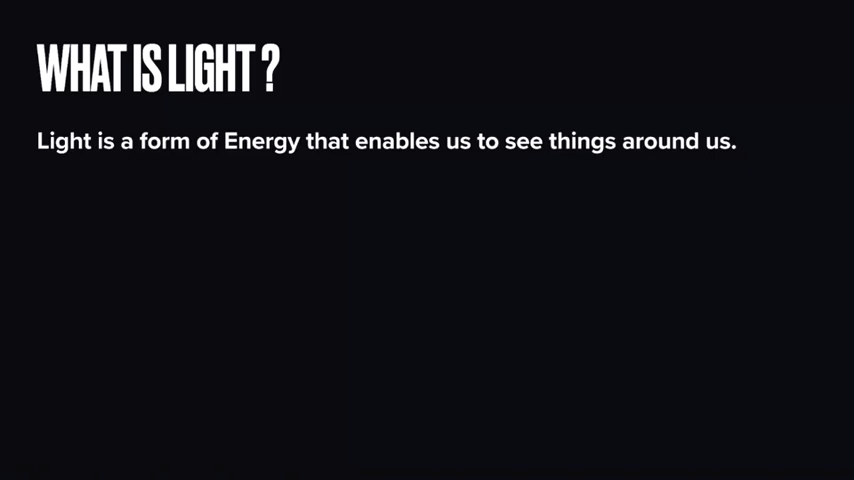 WHAT IS LIGHT ?
Light is a form of Energy that enables us to see things around us.